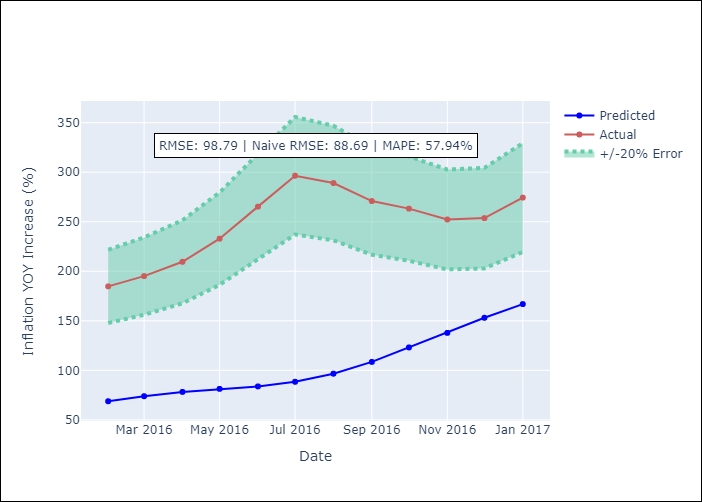 RMSE: 98.79 | Naive RMSE: 88.69 | MAPE: 57.94%
Predicted
Actual
+/-20% Error
Inflation YOY Increase (%)
350
300
250
200
150
100
50
Mar 2016 May 2016 Jul 2016 Sep 2016 Nov 2016 Jan 2017
Date